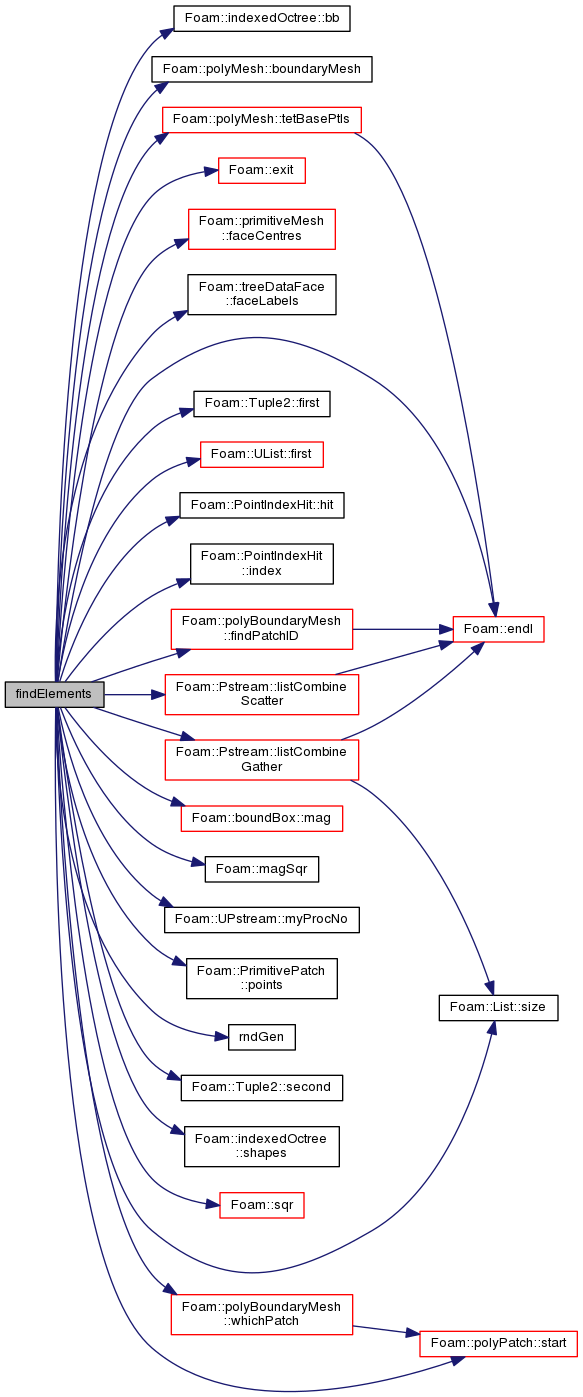 Foam::indexedOctree::bb
Foam::polyMesh::boundaryMesh
Foam::polyMesh::tetBasePtIs
Foam::exit
Foam::primitiveMesh
::faceCentres
Foam::treeDataFace
::faceLabels
Foam::Tuple2::first
Foam::UList::first
Foam::PointIndexHit::hit
Foam::PointIndexHit
::index
Foam::polyBoundaryMesh
::findPatchID
Foam::endl
findElements
Foam::Pstream::listCombine
Scatter
Foam::Pstream::listCombine
Gather
Foam::boundBox::mag
Foam::magSqr
Foam::UPstream::myProcNo
Foam::PrimitivePatch
::points
Foam::List::size
rndGen
Foam::Tuple2::second
Foam::indexedOctree
::shapes
Foam::sqr
Foam::polyBoundaryMesh
::whichPatch
Foam::polyPatch::start